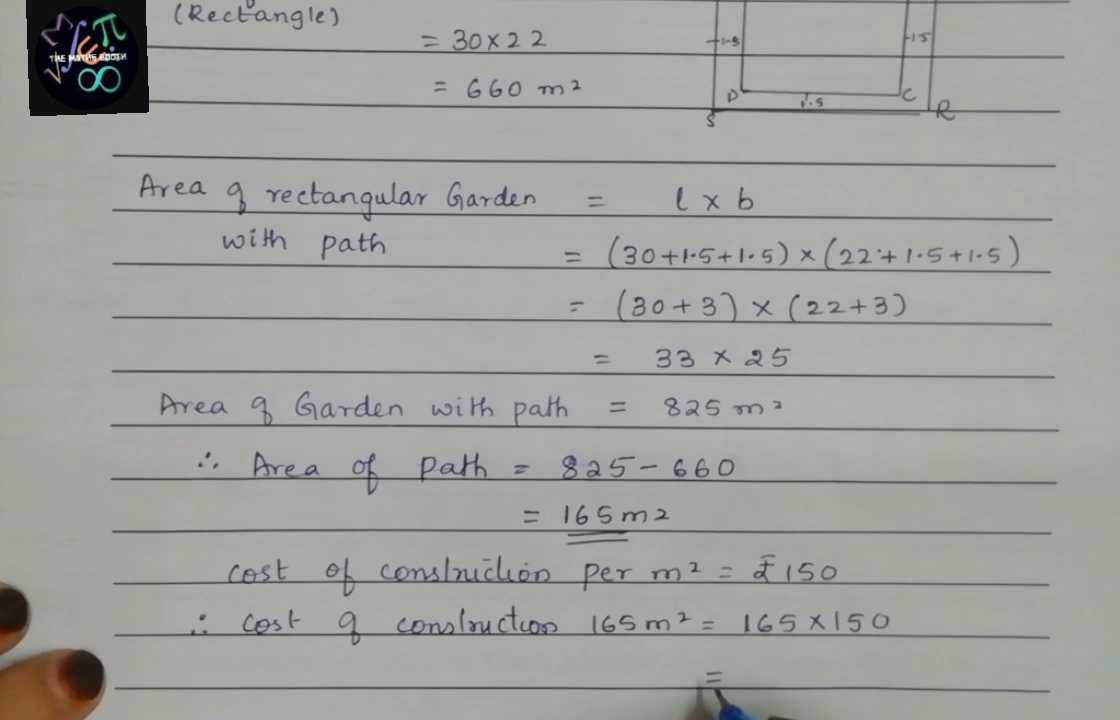 THE MATHS BOOTH
(Rectangle)
= 30×22
= 660 m²
1.5
1.5
D
C
1.5
S
R
Area of rectangular Garden = l × b
with path = (30+1.5+1.5) × (22+1.5+1.5)
= (30+3) × (22+3)
= 33 × 25
Area of Garden with path = 825 m²
∴ Area of path = 825 - 660
= 165 m²
cost of construction per m² = ₹150
∴ cost of construction 165 m² = 165 × 150
=